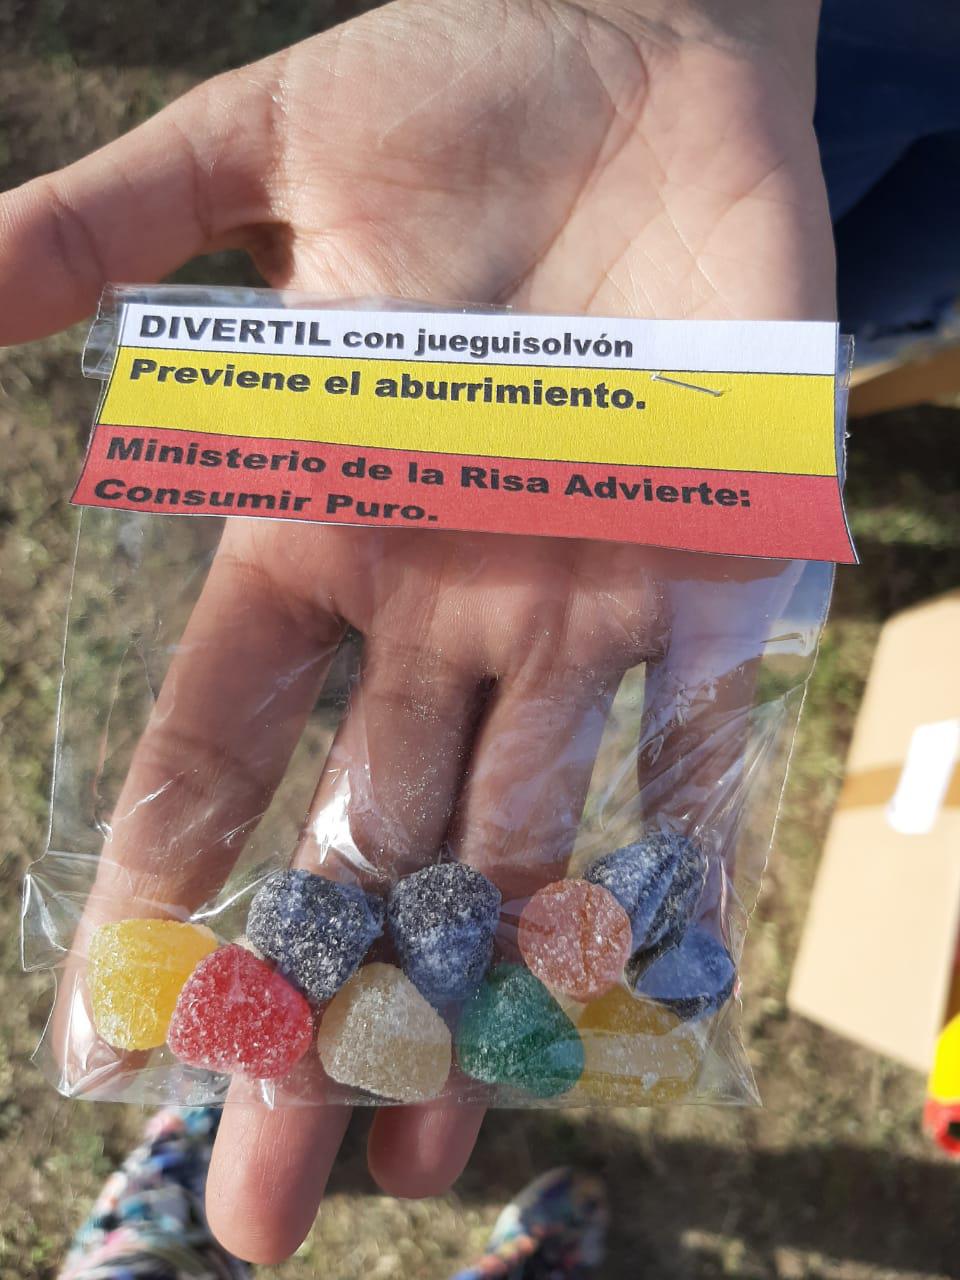 DIVERTIL con jueguisolvón
Previene el aburrimiento.
Ministerio de la Risa Advierte:
Consumir Puro.